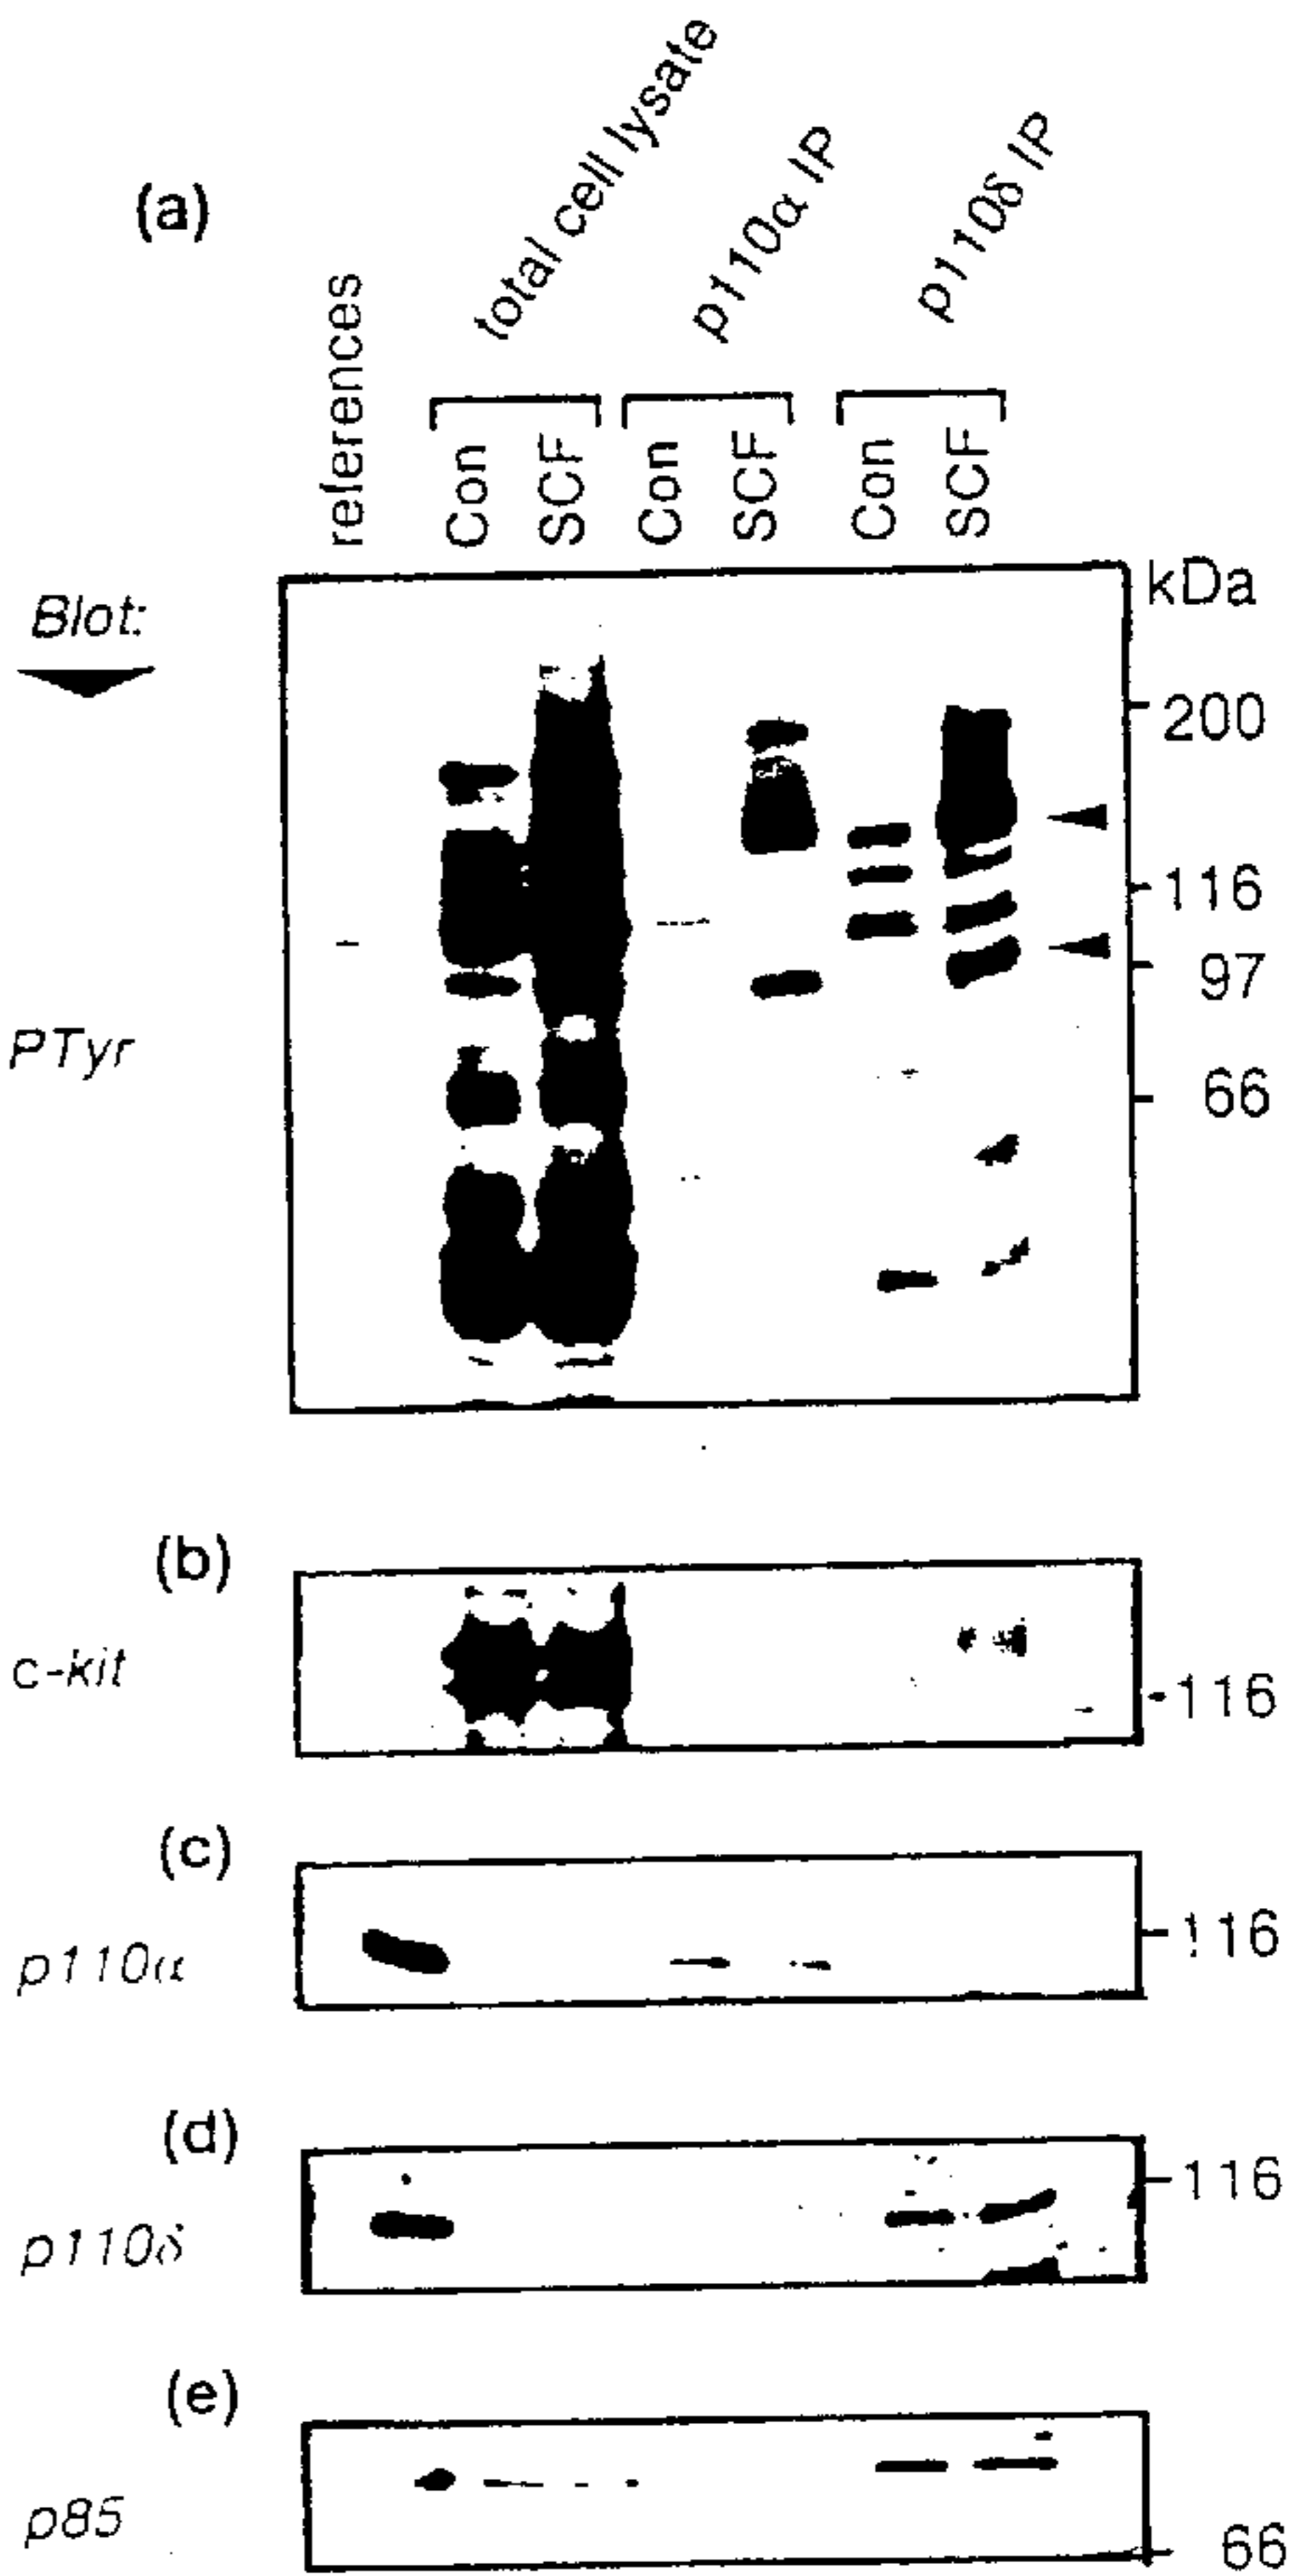 (a)
references
total cell lysate
p110α IP
p110δ IP
Con
SCF
Con
SCF
Con
SCF
kDa
Blot:
200
116
97
PTyr
66
(b)
c-kit
116
(c)
p110α
116
(d)
116
p110δ
(e)
p85
66